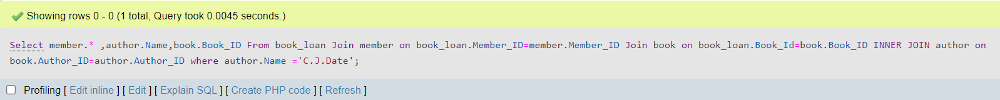 Showing rows 0 - 0 (1 total, Query took 0.0045 seconds.)
Select member.* ,author.Name,book.Book_ID From book_loan Join member on book_loan.Member_ID=member.Member_ID Join book on book_loan.Book_Id=book.Book_ID INNER JOIN author on
book.Author_ID=author.Author_ID where author.Name ='C.J.Date';
Profiling [ Edit inline ] [ Edit ] [ Explain SQL ] [ Create PHP code ] [ Refresh ]